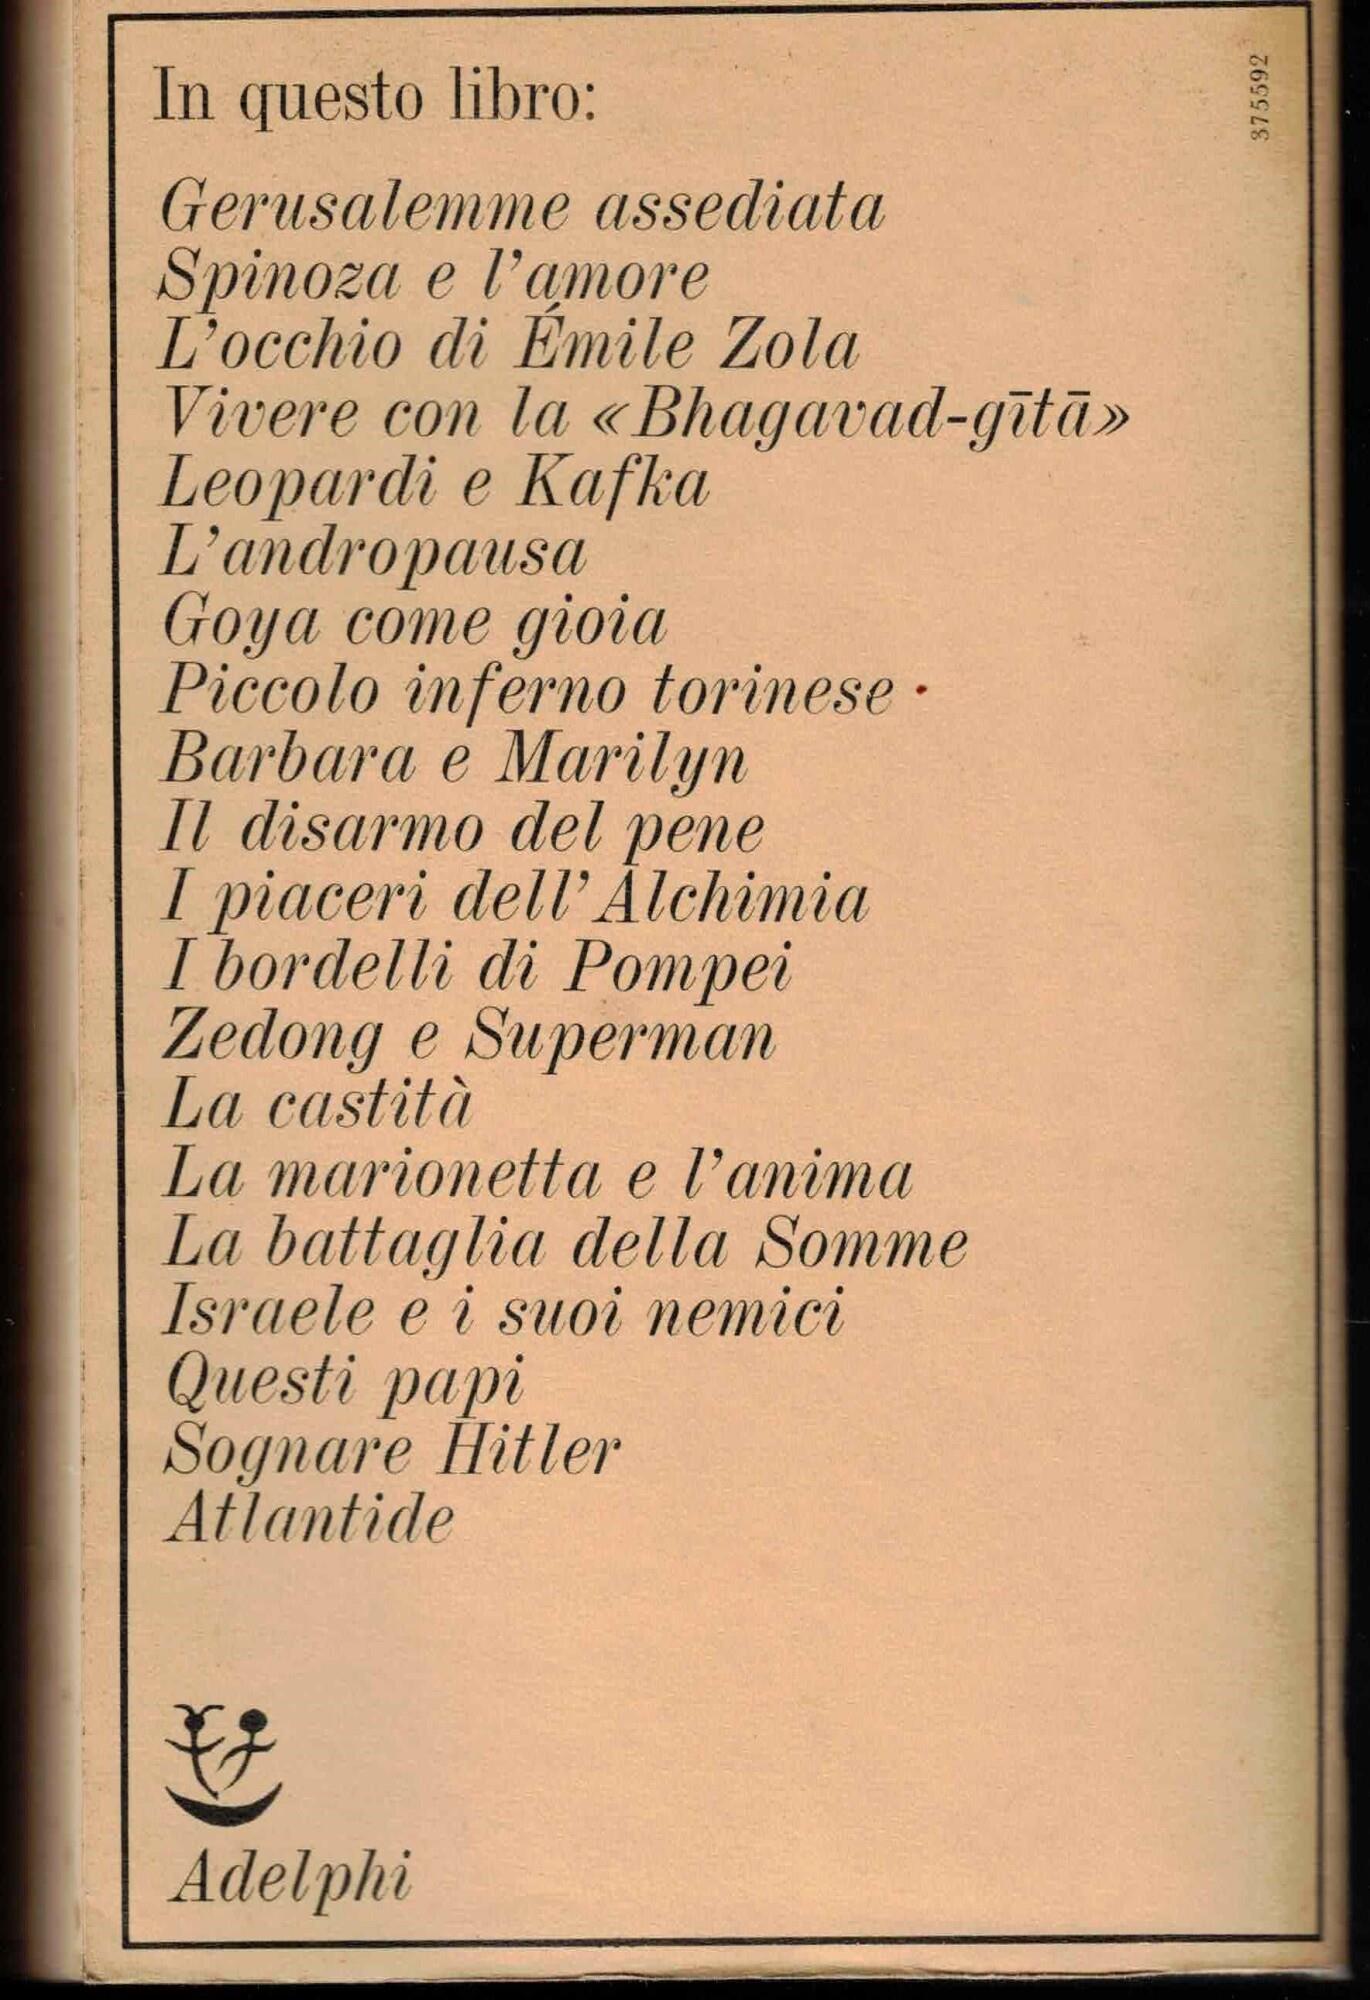 In questo libro:
375592
Gerusalemme assediata
Spinoza e l'amore
L'occhio di Émile Zola
Vivere con la «Bhagavad-gītā»
Leopardi e Kafka
L'andropausa
Goya come gioia
Piccolo inferno torinese
Barbara e Marilyn
Il disarmo del pene
I piaceri dell'Alchimia
I bordelli di Pompei
Zedong e Superman
La castità
La marionetta e l'anima
La battaglia della Somme
Israele e i suoi nemici
Questi papi
Sognare Hitler
Atlantide
Adelphi